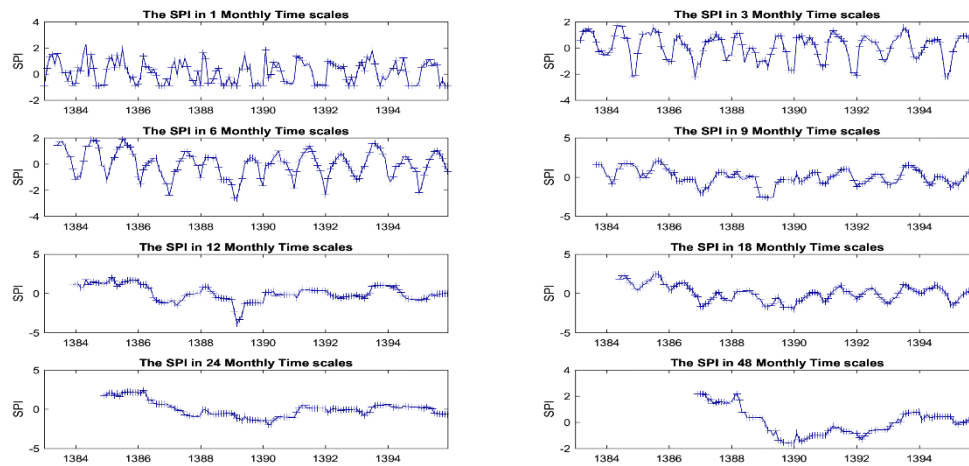 The SPI in 1 Monthly Time scales
4
2
0
-2
SPI
1384 1386 1388 1390 1392 1394
The SPI in 3 Monthly Time scales
2
0
-2
-4
SPI
1384 1386 1388 1390 1392 1394
The SPI in 6 Monthly Time scales
2
0
-2
-4
SPI
1384 1386 1388 1390 1392 1394
The SPI in 9 Monthly Time scales
5
0
-5
SPI
1384 1386 1388 1390 1392 1394
The SPI in 12 Monthly Time scales
5
0
-5
SPI
1384 1386 1388 1390 1392 1394
The SPI in 18 Monthly Time scales
5
0
-5
SPI
1384 1386 1388 1390 1392 1394
The SPI in 24 Monthly Time scales
5
0
-5
SPI
1384 1386 1388 1390 1392 1394
The SPI in 48 Monthly Time scales
4
2
0
-2
SPI
1384 1386 1388 1390 1392 1394